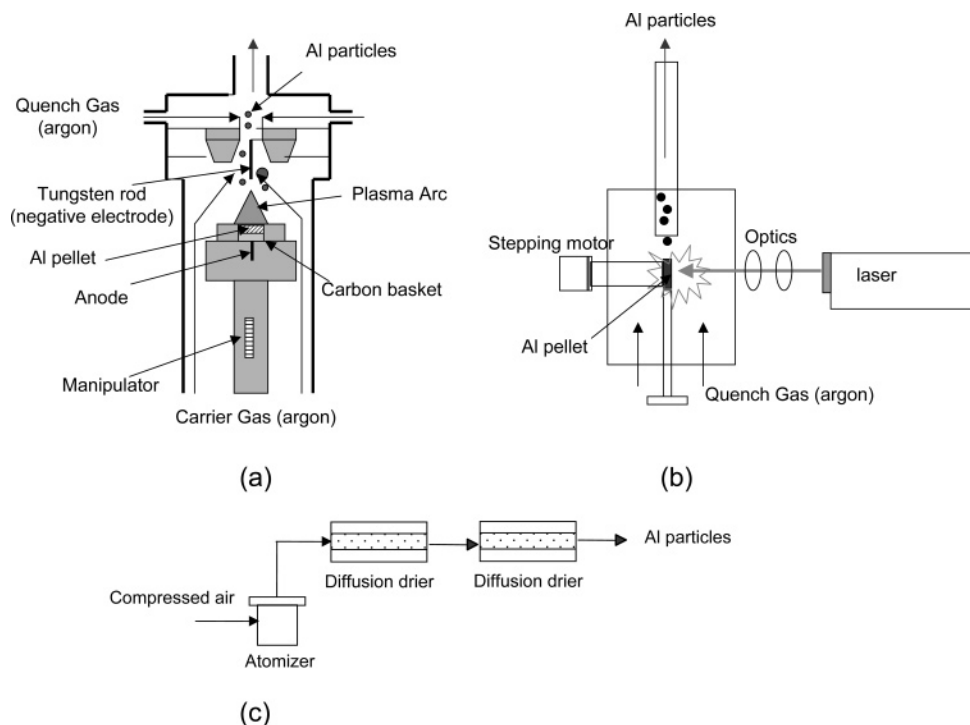 (a)
Al particles
Quench Gas
(argon)
Tungsten rod
(negative electrode)
Plasma Arc
Al pellet
Anode
Carbon basket
Manipulator
Carrier Gas (argon)
(b)
Al particles
Stepping motor
Optics
laser
Al pellet
Quench Gas (argon)
(a)
(b)
Compressed air
Atomizer
Diffusion drier
Diffusion drier
Al particles
(c)